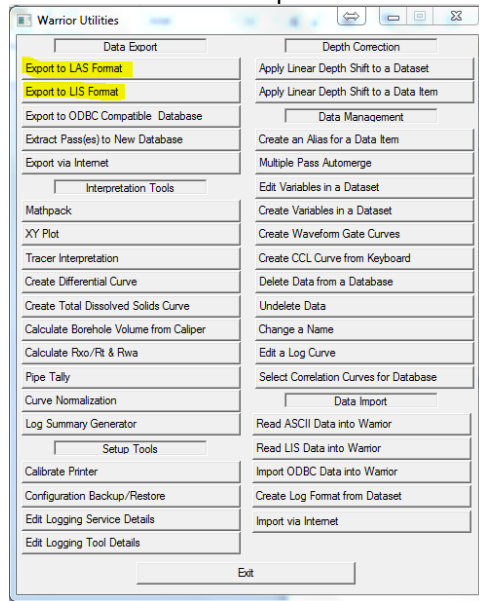 Warrior Utilities
Data Export
Export to LAS Format
Export to LIS Format
Export to ODBC Compatible Database
Extract Pass(es) to New Database
Export via Internet
Interpretation Tools
Mathpack
XY Plot
Tracer Interpretation
Create Differential Curve
Create Total Dissolved Solids Curve
Calculate Borehole Volume from Caliper
Calculate Rxo/Rt & Rwa
Pipe Tally
Curve Normalization
Log Summary Generator
Setup Tools
Calibrate Printer
Configuration Backup/Restore
Edit Logging Service Details
Edit Logging Tool Details
Depth Correction
Apply Linear Depth Shift to a Dataset
Apply Linear Depth Shift to a Data Item
Data Management
Create an Alias for a Data Item
Multiple Pass Automerge
Edit Variables in a Dataset
Create Variables in a Dataset
Create Waveform Gate Curves
Create CCL Curve from Keyboard
Delete Data from a Database
Undelete Data
Change a Name
Edit a Log Curve
Select Correlation Curves for Database
Data Import
Read ASCII Data into Warrior
Read LIS Data into Warrior
Import ODBC Data into Warrior
Create Log Format from Dataset
Import via Internet
Exit